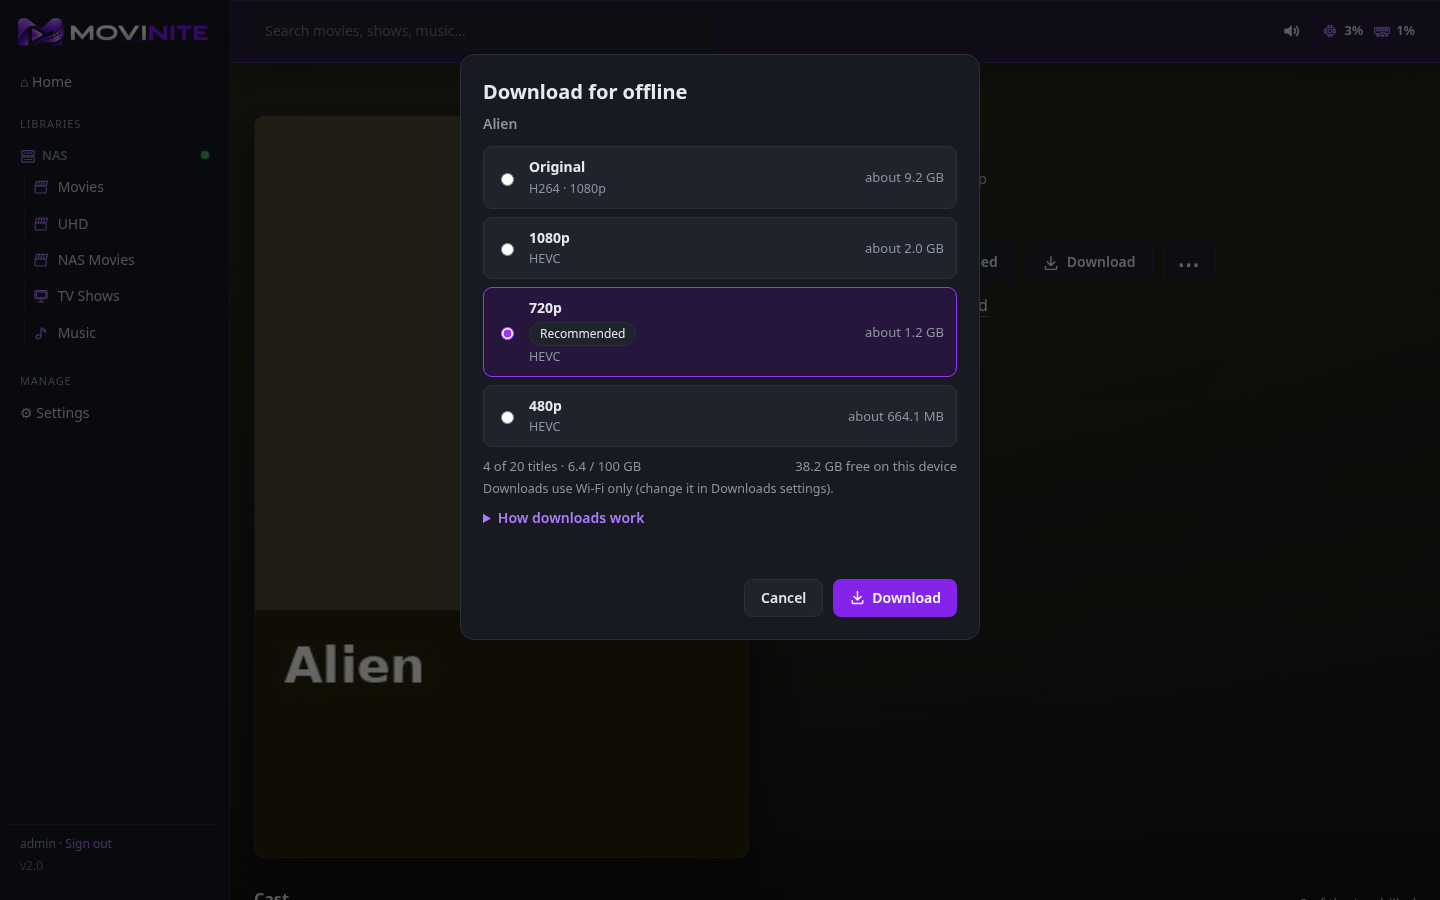 MOVINITE
Search movies, shows, music...
3%
1%
Home
LIBRARIES
NAS
Movies
UHD
NAS Movies
TV Shows
Music
MANAGE
Settings
Download for offline
Alien
Original
H264 · 1080p
about 9.2 GB
1080p
HEVC
about 2.0 GB
720p
Recommended
HEVC
about 1.2 GB
480p
HEVC
about 664.1 MB
4 of 20 titles · 6.4 / 100 GB
38.2 GB free on this device
Downloads use Wi-Fi only (change it in Downloads settings).
How downloads work
Cancel
Download
Download
...
Alien
admin · Sign out
v2.0
Cast